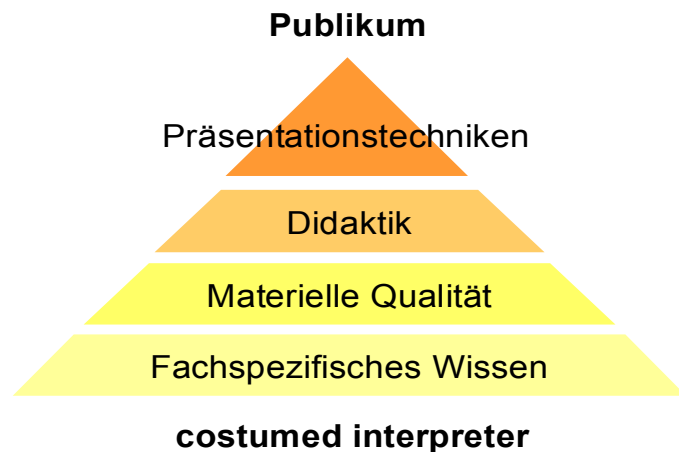 Publikum
Präsentationstechniken
Didaktik
Materielle Qualität
Fachspezifisches Wissen
costumed interpreter